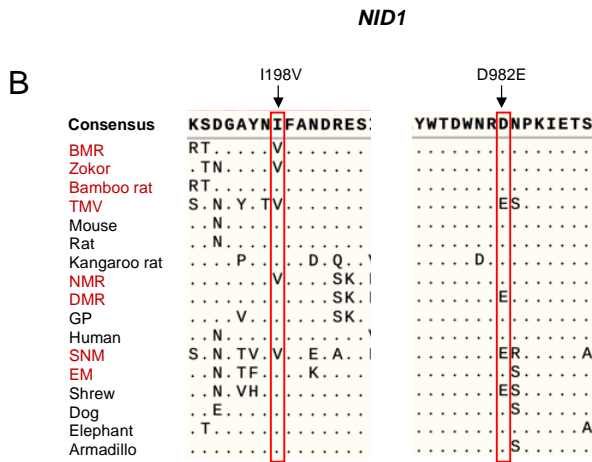 NID1
B
I198V D982E
Consensus KSDGAYNIFANDRES YWTDWNRDNPKIETS
BMR RT.....V....... ...............
Zokor .TN....V....... ...............
Bamboo rat RT............. ...............
TMV S.N.Y.TV....... .......ES......
Mouse ..N............ ...............
Rat ............... ...............
Kangaroo rat ....P.....D.Q.. .....D.........
NMR .......V....SK. ...............
DMR ............SK. .......E.......
GP ....V.......SK. ...............
Human ..N............ ...............
SNM S.N.TV.V..E.A.. .......ER.....A
EM ..N.TF....K.... ........S......
Shrew ..N.VH......... .......ES......
Dog ..E............ ........S......
Elephant .T............. ..............A
Armadillo ............... ........S......